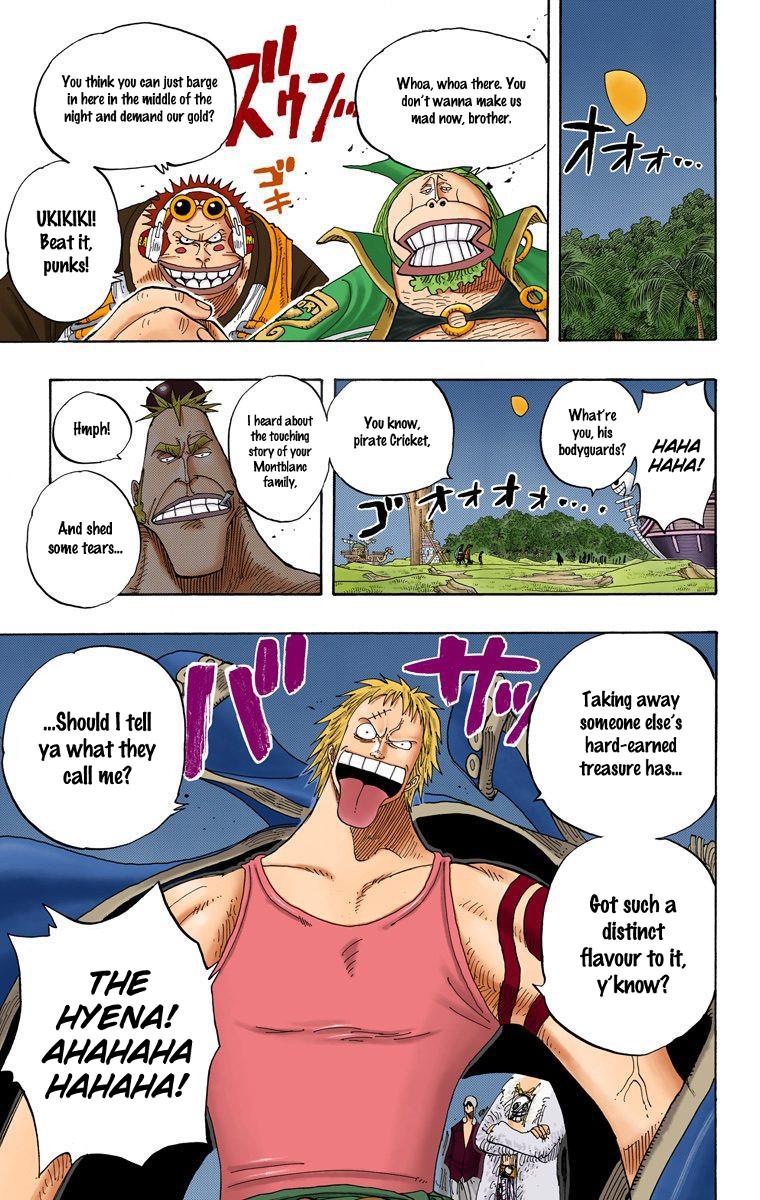 オオオォ...
Whoa, whoa there. You
don't wanna make us
mad now, brother.
ズウンッ..
You think you can just barge
in here in the middle of the
night and demand our gold?
ゴキ
UKIKIKI!
Beat it,
punks!
HAHA
HAHA!
What're
you, his
bodyguards?
You know,
pirate Cricket,
ゴオオオォ....
I heard about
the touching
story of your
Montblanc
family,
Hmph!
And shed
some tears...
Taking away
someone else's
hard-earned
treasure has...
Got such a
distinct
flavour to it,
y'know?
バサッ
...Should I tell
ya what they
call me?
THE
HYENA!
AHAHAHA
HAHAHA!